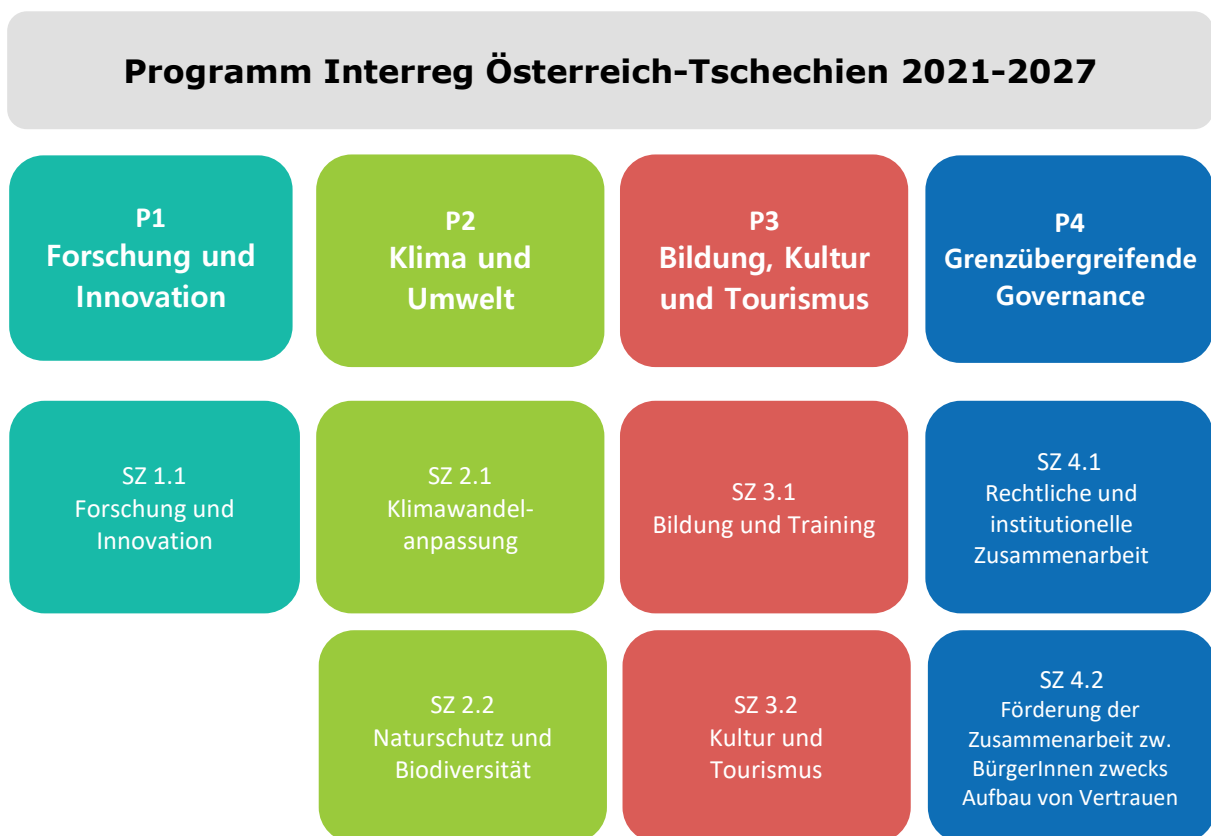 Programm Interreg Österreich-Tschechien 2021-2027
P1
Forschung und
Innovation
P2
Klima und
Umwelt
P3
Bildung, Kultur
und Tourismus
P4
Grenzübergreifende
Governance
SZ 1.1
Forschung und
Innovation
SZ 2.1
Klimawandel-
anpassung
SZ 3.1
Bildung und Training
SZ 4.1
Rechtliche und
institutionelle
Zusammenarbeit
SZ 2.2
Naturschutz und
Biodiversität
SZ 3.2
Kultur und
Tourismus
SZ 4.2
Förderung der
Zusammenarbeit zw.
BürgerInnen zwecks
Aufbau von Vertrauen